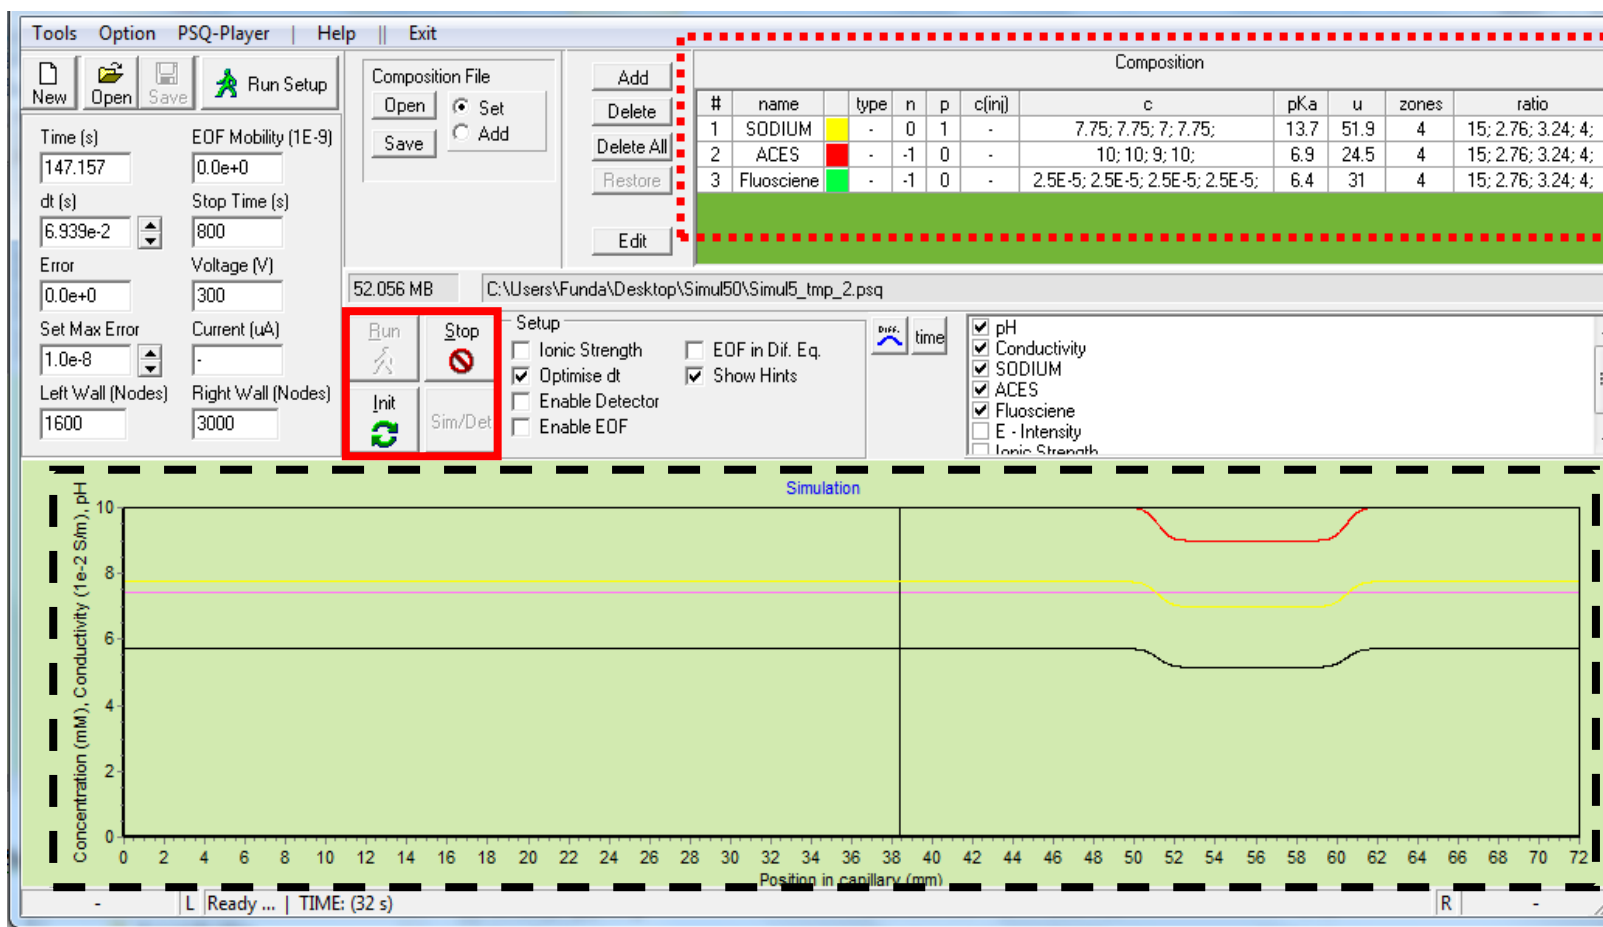 Tools Option PSQ-Player | Help || Exit
New Open Save Run Setup
Time (s) EOF Mobility (1E-9)
147.157 0.0e+0
dt (s) Stop Time (s)
6.939e-2 800
Error Voltage (V)
0.0e+0 300
Set Max Error Current (uA)
1.0e-8 -
Left Wall (Nodes) Right Wall (Nodes)
1600 3000
Composition File
Open Set
Save Add
Add
Delete
Delete All
Restore
Edit
Composition
# name type n p c(inj) c pKa u zones ratio
1 SODIUM - 0 1 - 7.75; 7.75; 7; 7.75; 13.7 51.9 4 15; 2.76; 3.24; 4;
2 ACES - -1 0 - 10; 10; 9; 10; 6.9 24.5 4 15; 2.76; 3.24; 4;
3 Fluosciene - -1 0 - 2.5E-5; 2.5E-5; 2.5E-5; 2.5E-5; 6.4 31 4 15; 2.76; 3.24; 4;
52.056 MB C:\Users\Funda\Desktop\Simul50\Simul5_tmp_2.psq
Run Stop
Init Sim/Det
Setup
Ionic Strength EOF in Dif. Eq.
Optimise dt Show Hints
Enable Detector
Enable EOF
Diff. time
pH
Conductivity
SODIUM
ACES
Fluosciene
E - Intensity
Ionic Strength
Simulation
Concentration (mM), Conductivity (1e-2 S/m), pH
10
8
6
4
2
0
0 2 4 6 8 10 12 14 16 18 20 22 24 26 28 30 32 34 36 38 40 42 44 46 48 50 52 54 56 58 60 62 64 66 68 70 72
Position in capillary (mm)
- L Ready ... | TIME: (32 s) R -